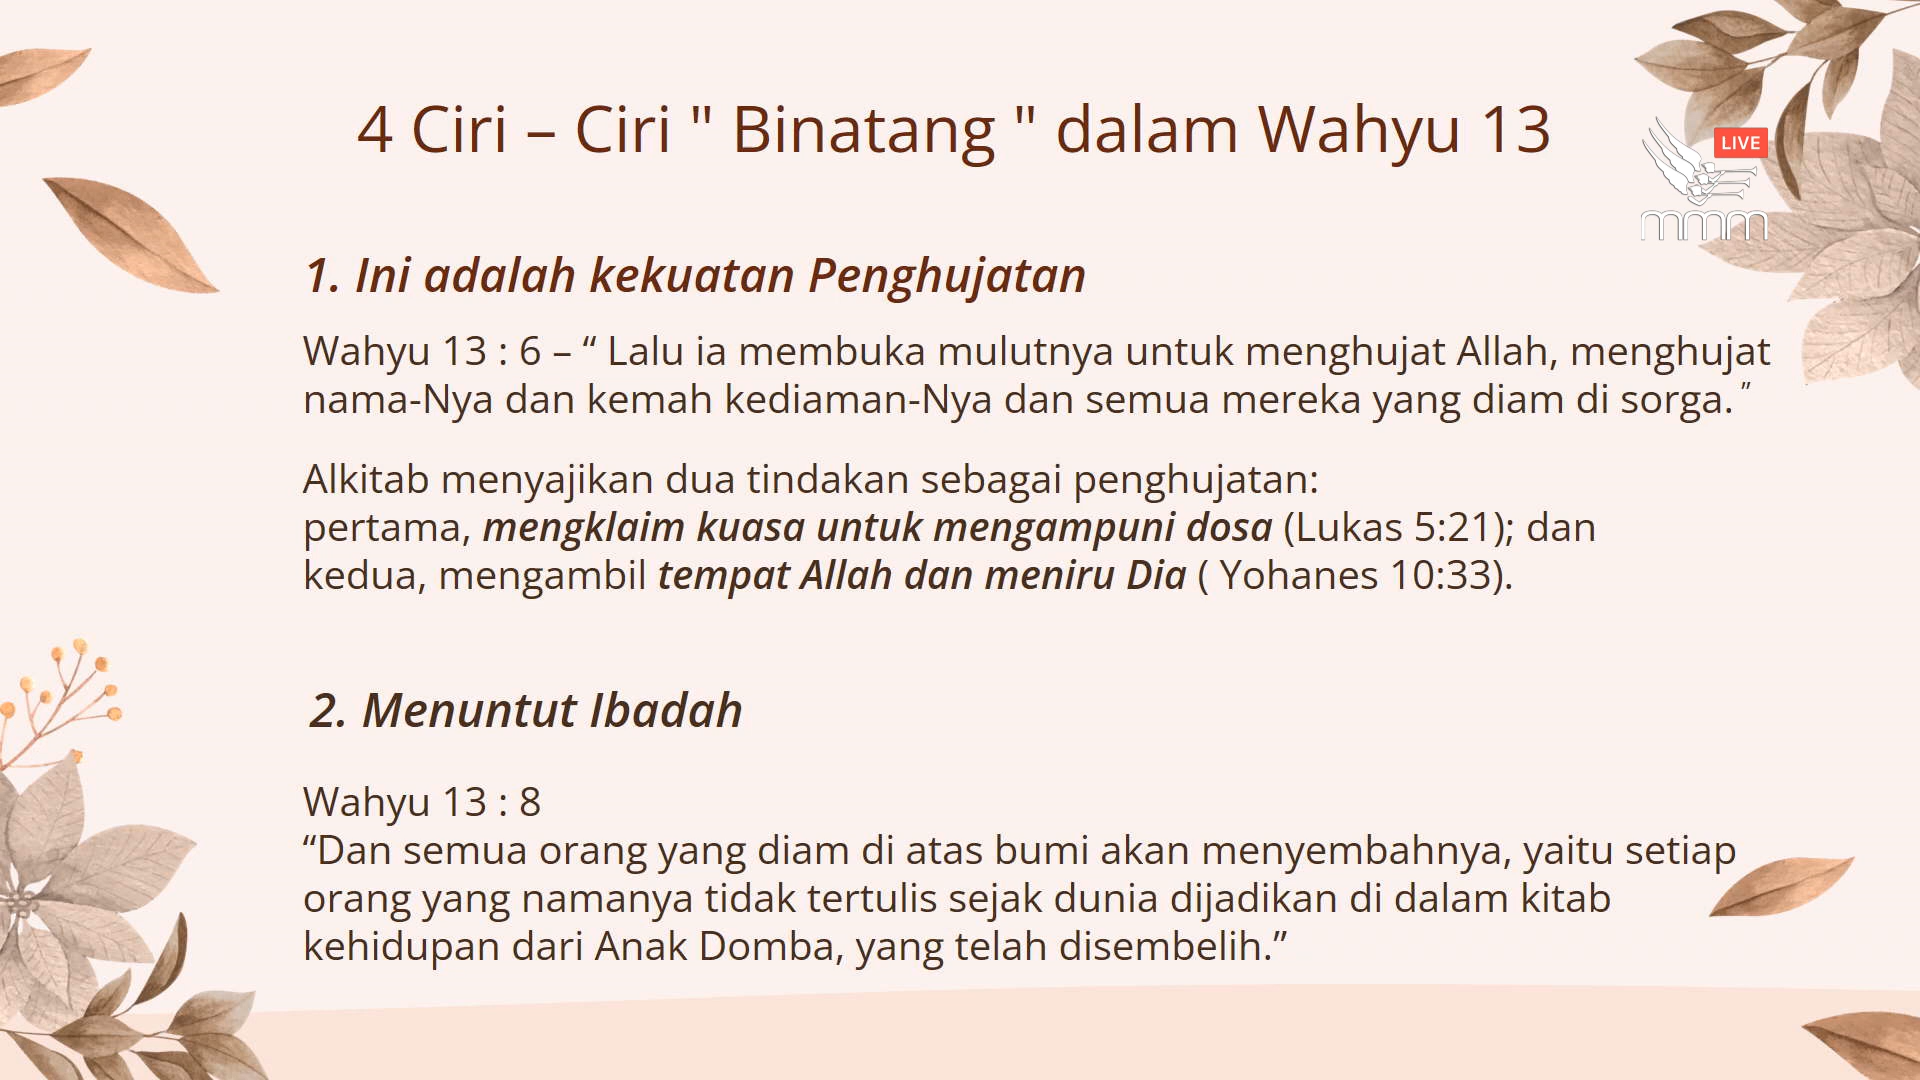 4 Ciri – Ciri " Binatang " dalam Wahyu 13
LIVE
mmm
1. Ini adalah kekuatan Penghujatan
Wahyu 13 : 6 – “ Lalu ia membuka mulutnya untuk menghujat Allah, menghujat
nama-Nya dan kemah kediaman-Nya dan semua mereka yang diam di sorga. ”
Alkitab menyajikan dua tindakan sebagai penghujatan:
pertama, mengklaim kuasa untuk mengampuni dosa (Lukas 5:21); dan
kedua, mengambil tempat Allah dan meniru Dia ( Yohanes 10:33).
2. Menuntut Ibadah
Wahyu 13 : 8
“Dan semua orang yang diam di atas bumi akan menyembahnya, yaitu setiap
orang yang namanya tidak tertulis sejak dunia dijadikan di dalam kitab
kehidupan dari Anak Domba, yang telah disembelih.”